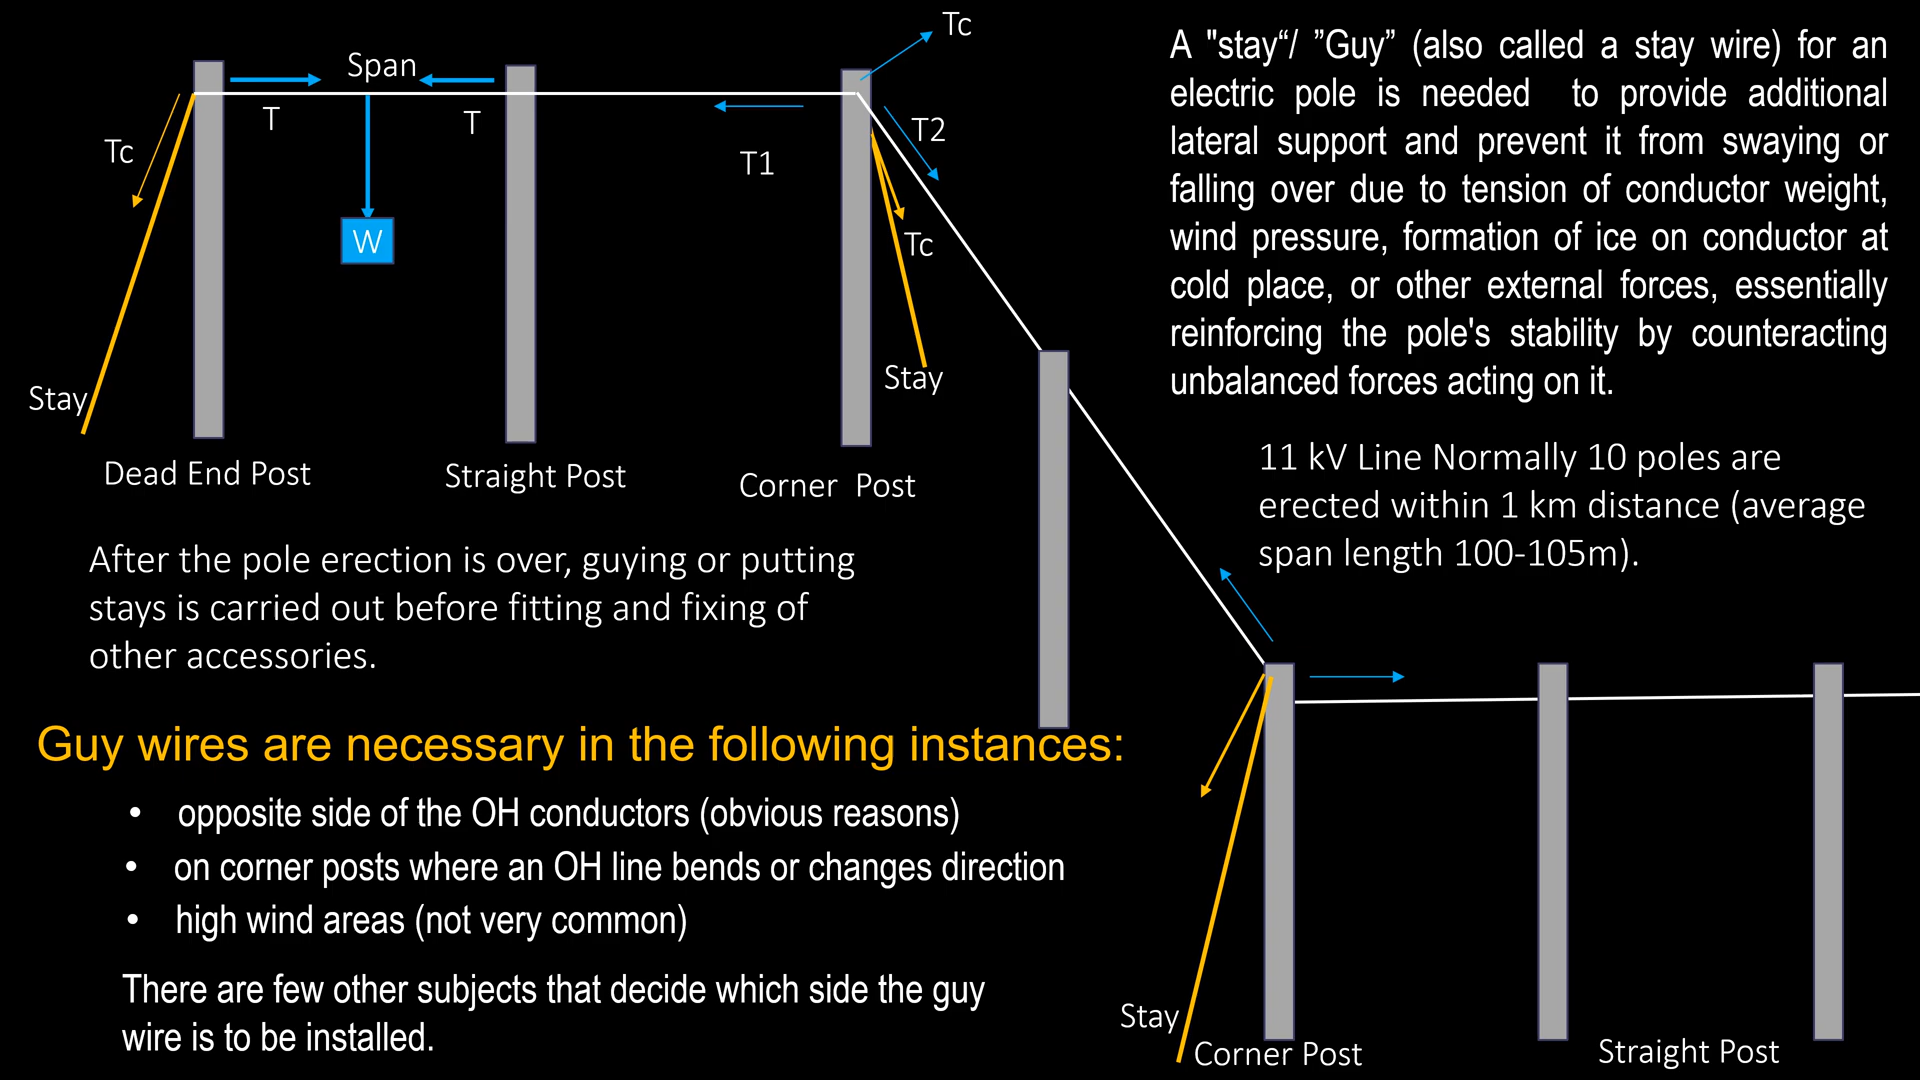 Span
T
T
Tc
W
Stay
Dead End Post
Straight Post
Tc
T1
T2
Tc
Stay
Corner Post
A "stay“/ ”Guy” (also called a stay wire) for an
electric pole is needed to provide additional
lateral support and prevent it from swaying or
falling over due to tension of conductor weight,
wind pressure, formation of ice on conductor at
cold place, or other external forces, essentially
reinforcing the pole's stability by counteracting
unbalanced forces acting on it.
11 kV Line Normally 10 poles are
erected within 1 km distance (average
span length 100-105m).
After the pole erection is over, guying or putting
stays is carried out before fitting and fixing of
other accessories.
Guy wires are necessary in the following instances:
• opposite side of the OH conductors (obvious reasons)
• on corner posts where an OH line bends or changes direction
• high wind areas (not very common)
There are few other subjects that decide which side the guy
wire is to be installed.
Stay
Corner Post
Straight Post